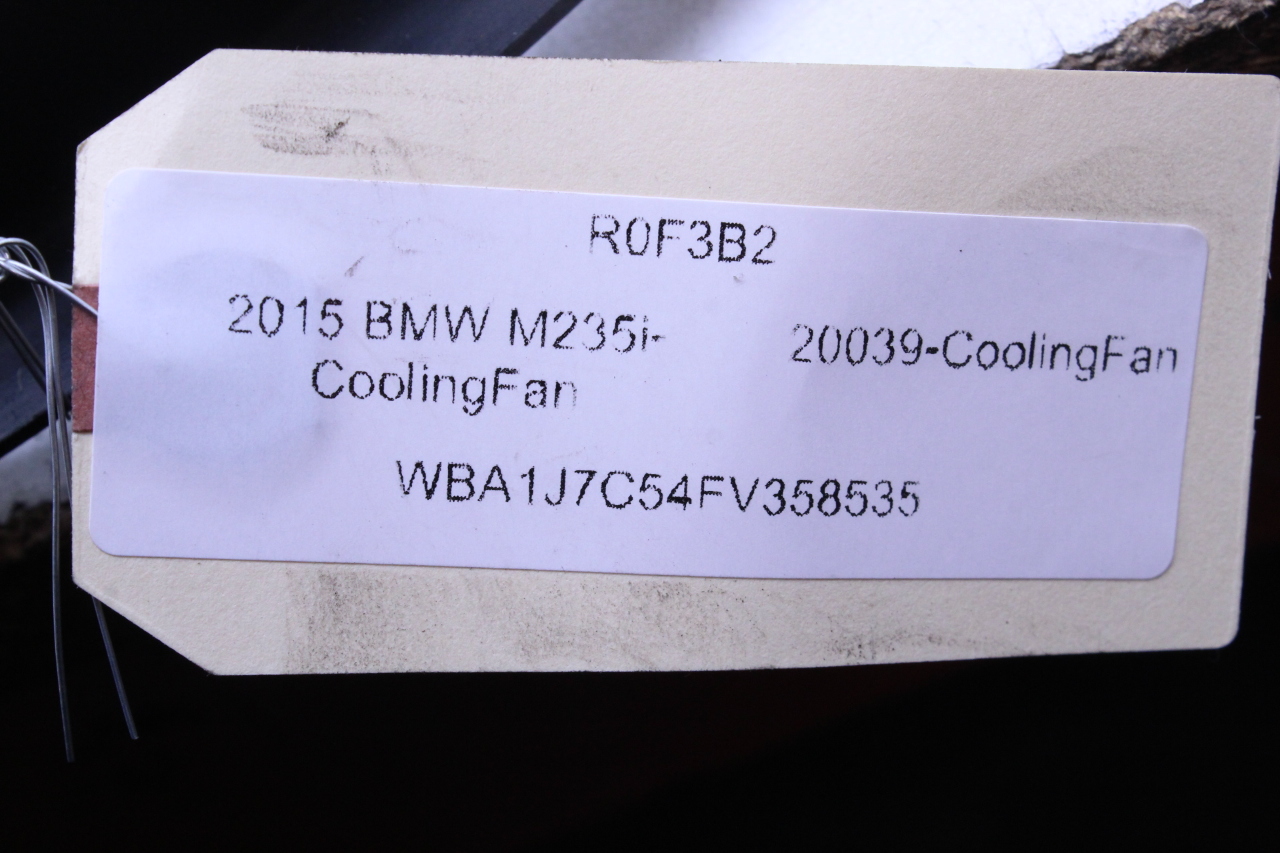 R0F3B2
2015 BMW M235i-
CoolingFan
20039-CoolingFan
WBA1J7C54FV358535